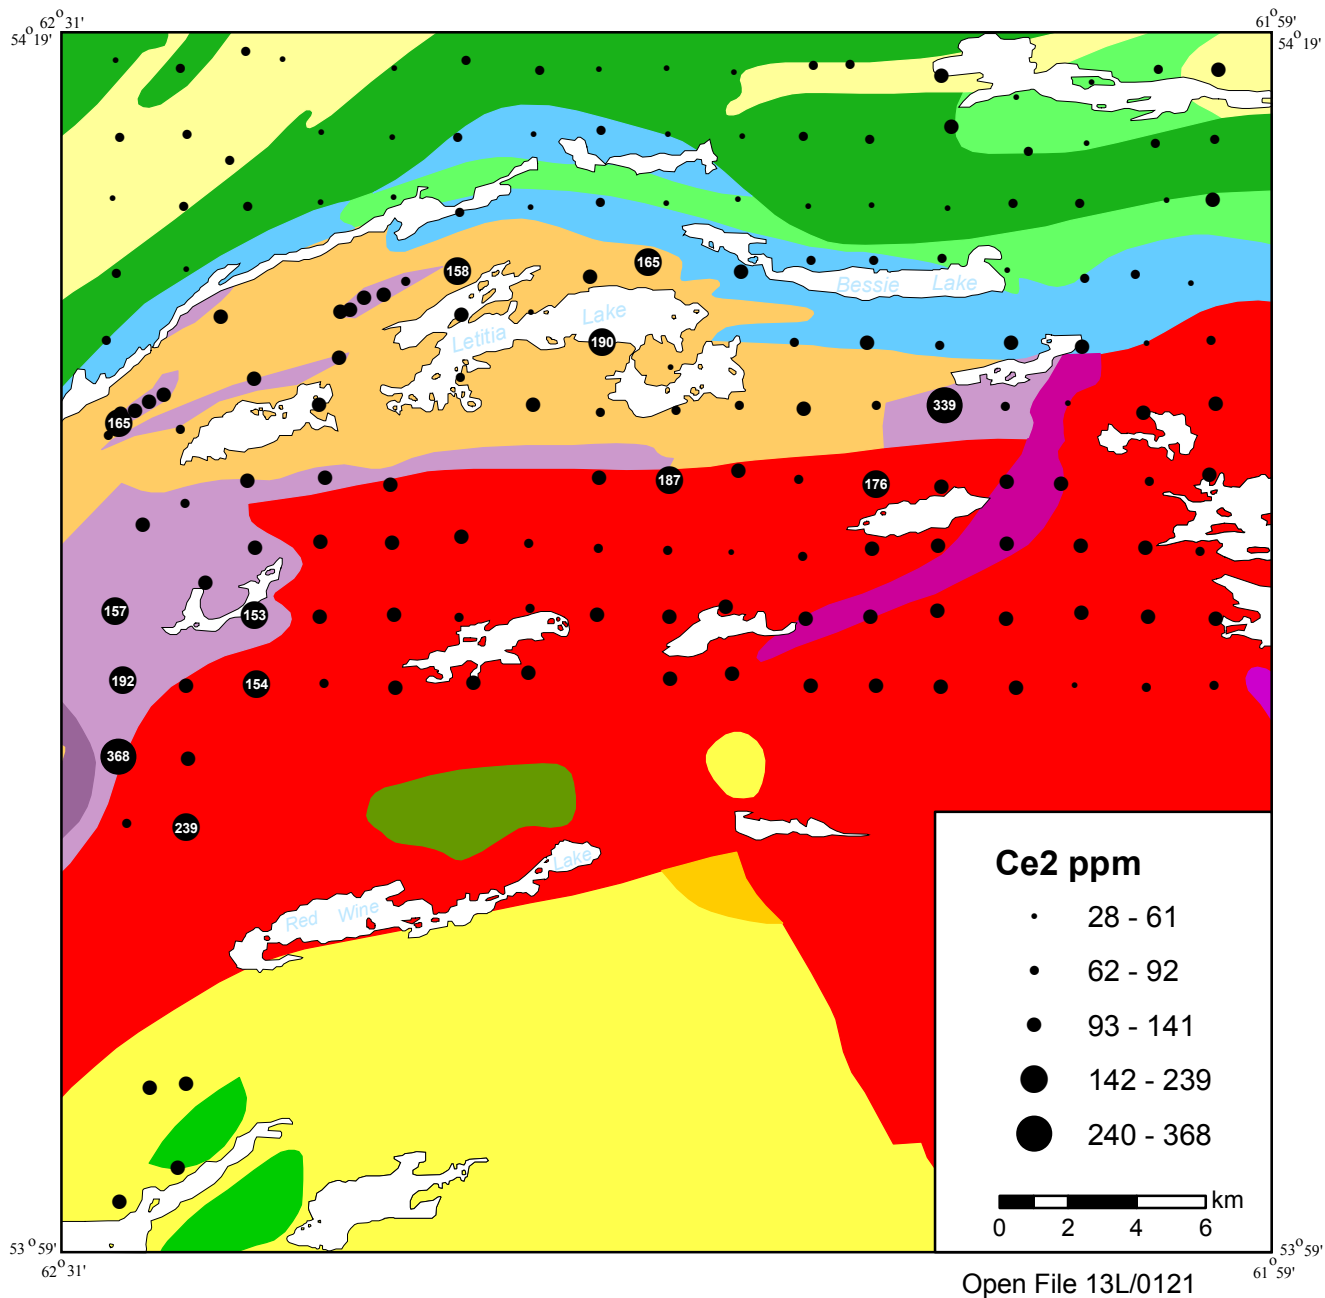 62°31'
61°59'
54°19'
54°19'
158
165
Bessie Lake
Lake
Letitia
190
165
339
187
176
157
153
192
154
368
239
Lake
Red Wine
Ce2 ppm
28 - 61
62 - 92
93 - 141
142 - 239
240 - 368
km
0 2 4 6
53°59'
53°59'
62°31'
61°59'
Open File 13L/0121